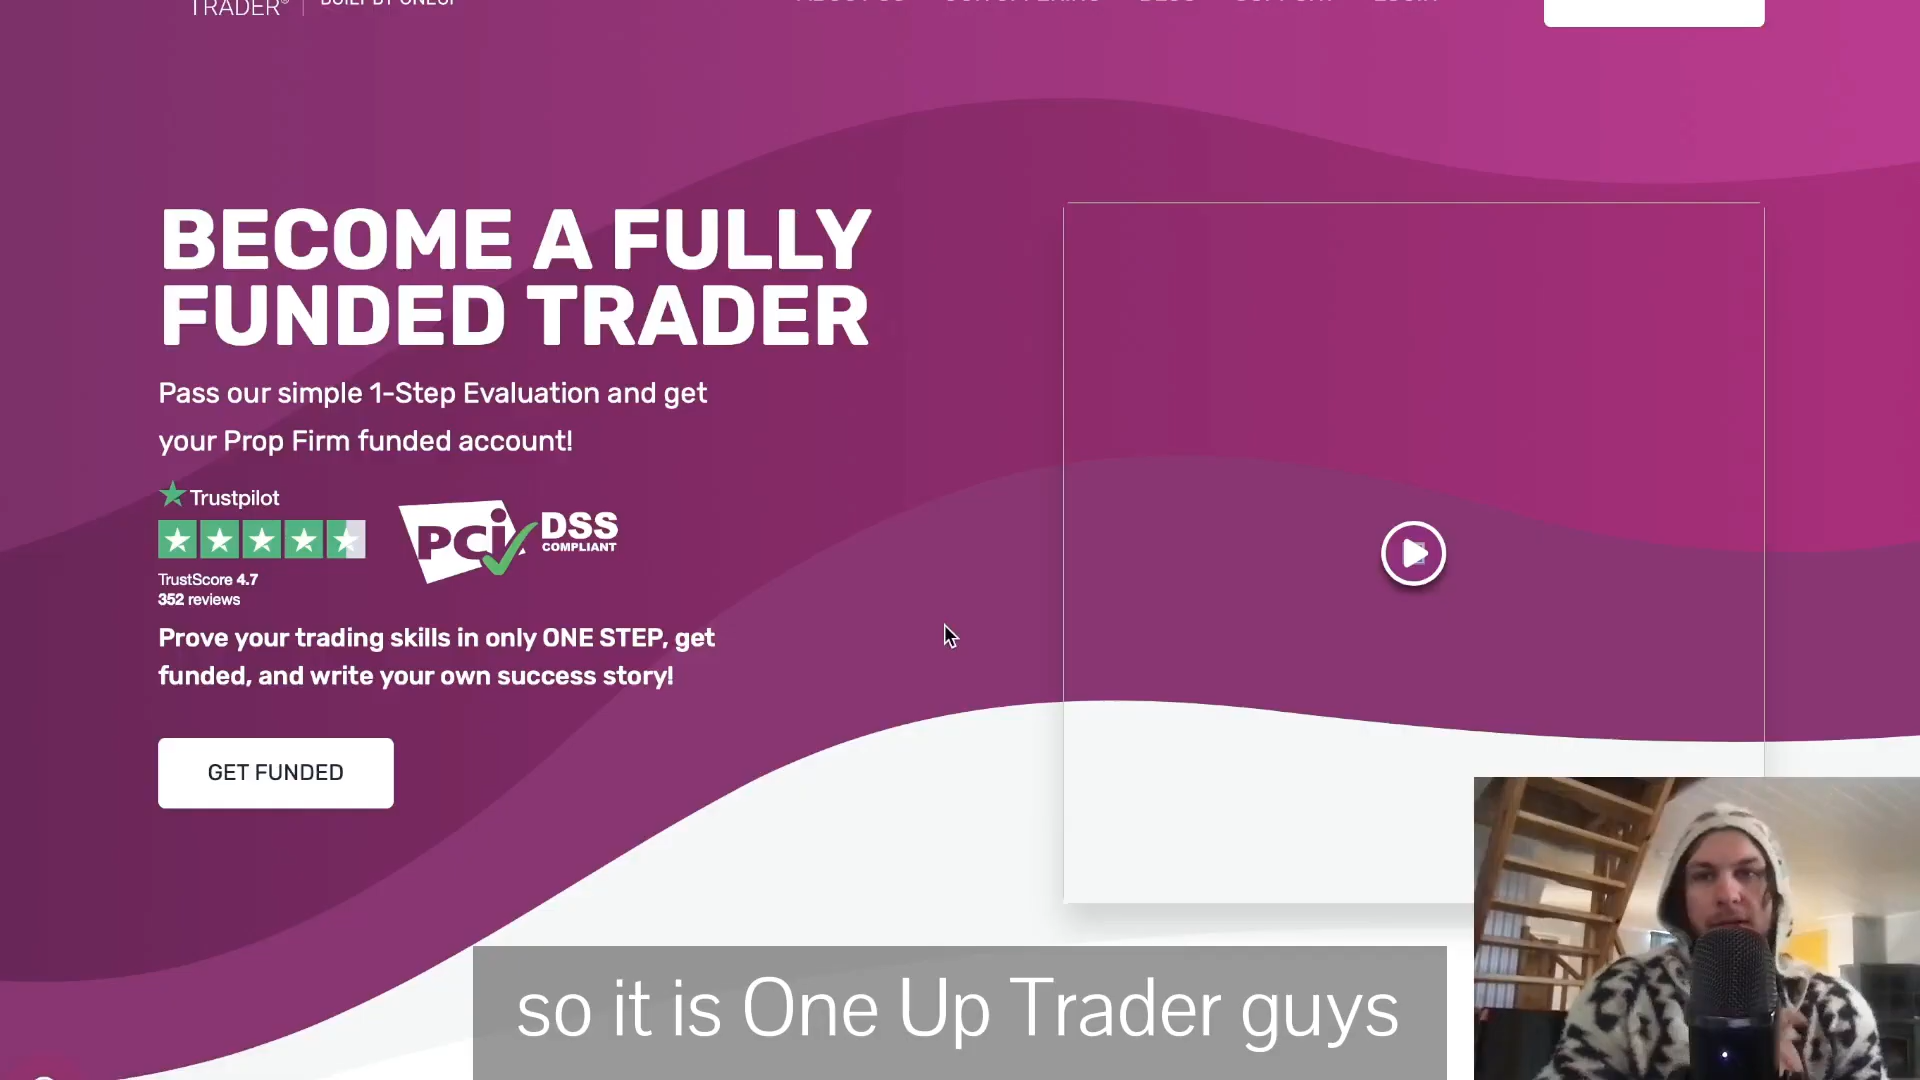 TRADER®
BECOME A FULLY
FUNDED TRADER
Pass our simple 1-Step Evaluation and get
your Prop Firm funded account!
Trustpilot
PCi DSS
COMPLIANT
TrustScore 4.7
352 reviews
Prove your trading skills in only ONE STEP, get
funded, and write your own success story!
GET FUNDED
so it is One Up Trader guys